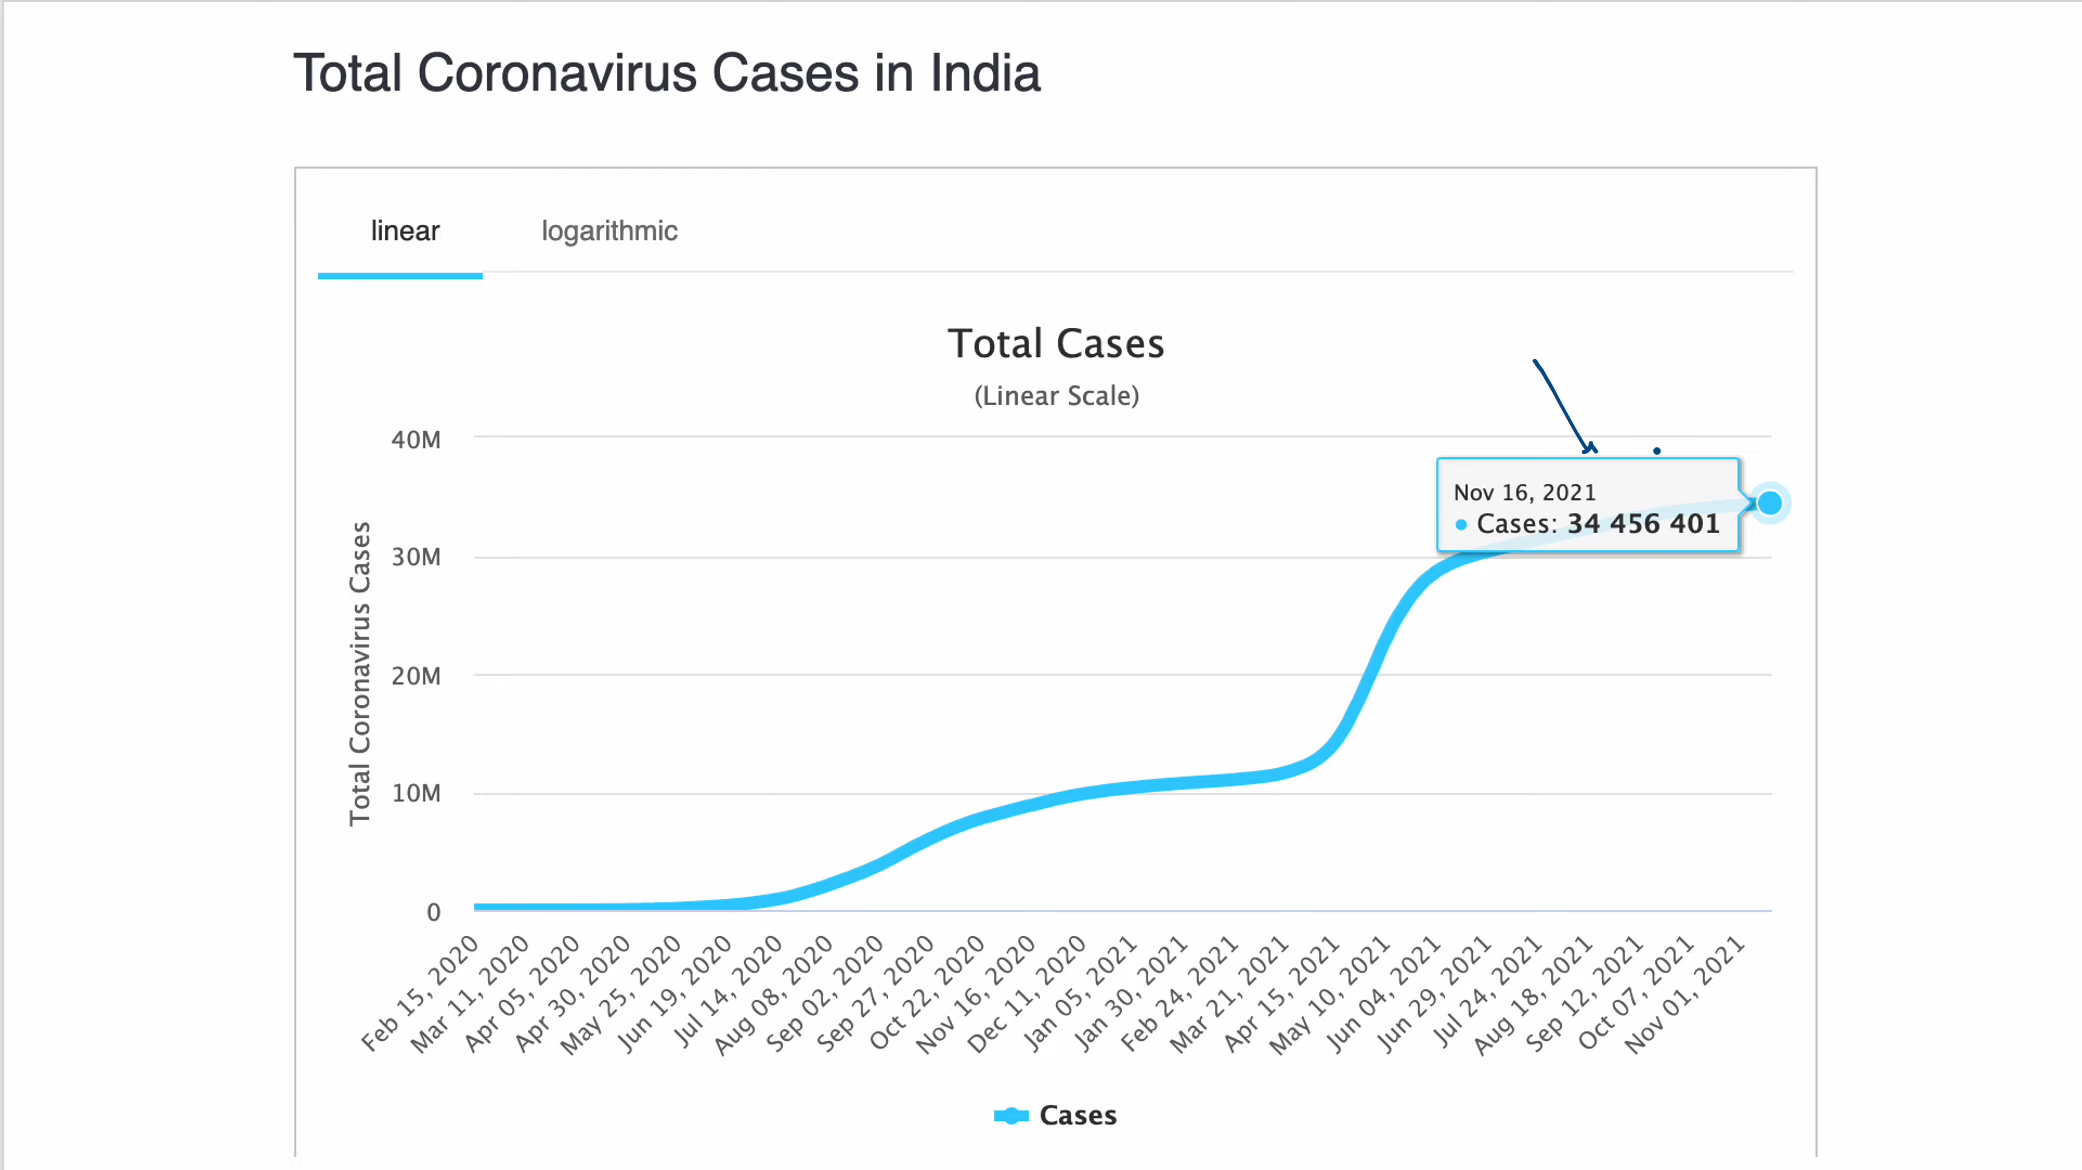 Total Coronavirus Cases in India
linear logarithmic
Total Cases
(Linear Scale)
40M
30M
20M
10M
0
Total Coronavirus Cases
Nov 16, 2021
Cases: 34 456 401
Feb 15, 2020
Mar 11, 2020
Apr 05, 2020
Apr 30, 2020
May 25, 2020
Jun 19, 2020
Jul 14, 2020
Aug 08, 2020
Sep 02, 2020
Sep 27, 2020
Oct 22, 2020
Nov 16, 2020
Dec 11, 2020
Jan 05, 2021
Jan 30, 2021
Feb 24, 2021
Mar 21, 2021
Apr 15, 2021
May 10, 2021
Jun 04, 2021
Jun 29, 2021
Jul 24, 2021
Aug 18, 2021
Sep 12, 2021
Oct 07, 2021
Nov 01, 2021
Cases